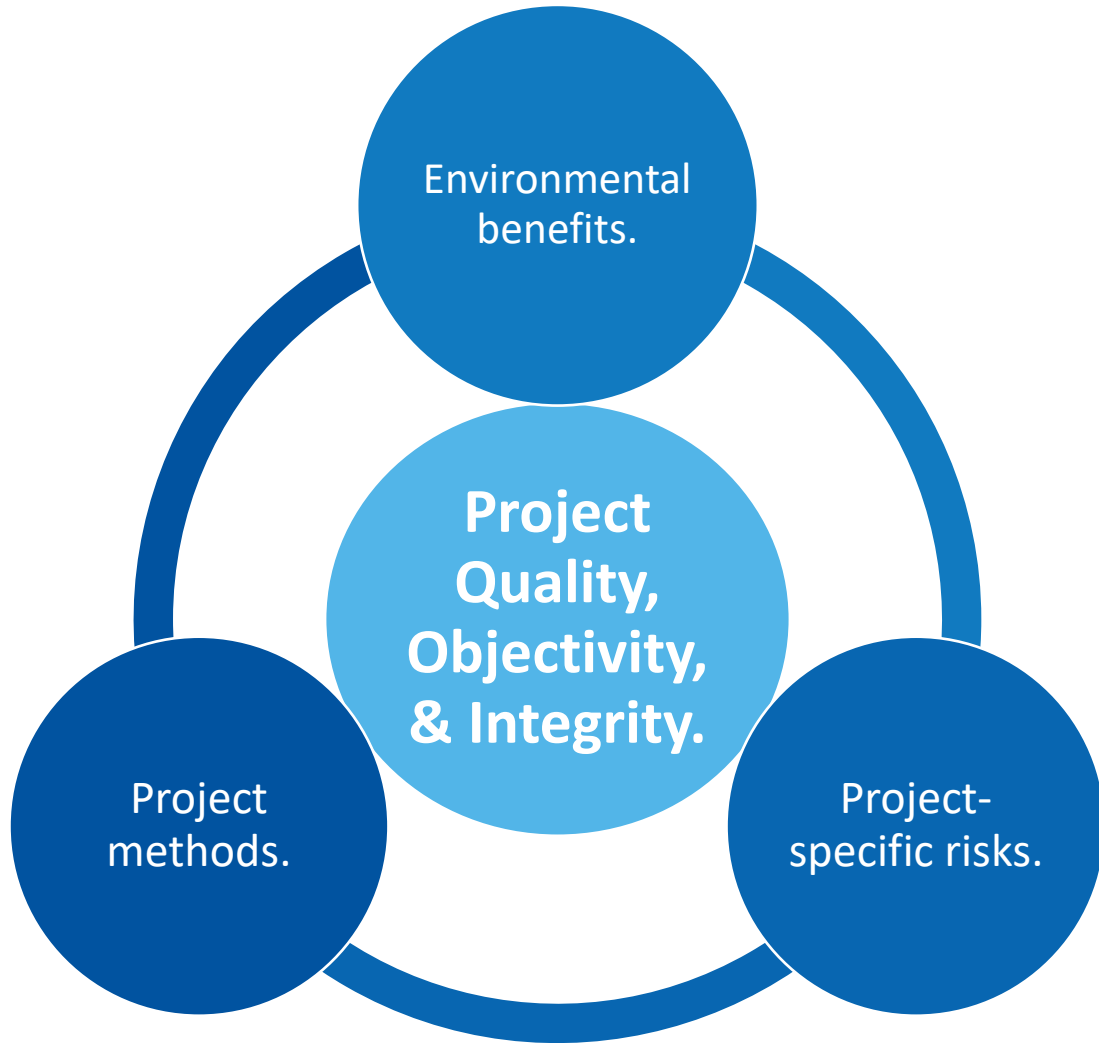 Environmental
benefits.
Project
Quality,
Objectivity,
& Integrity.
Project
methods.
Project-
specific risks.